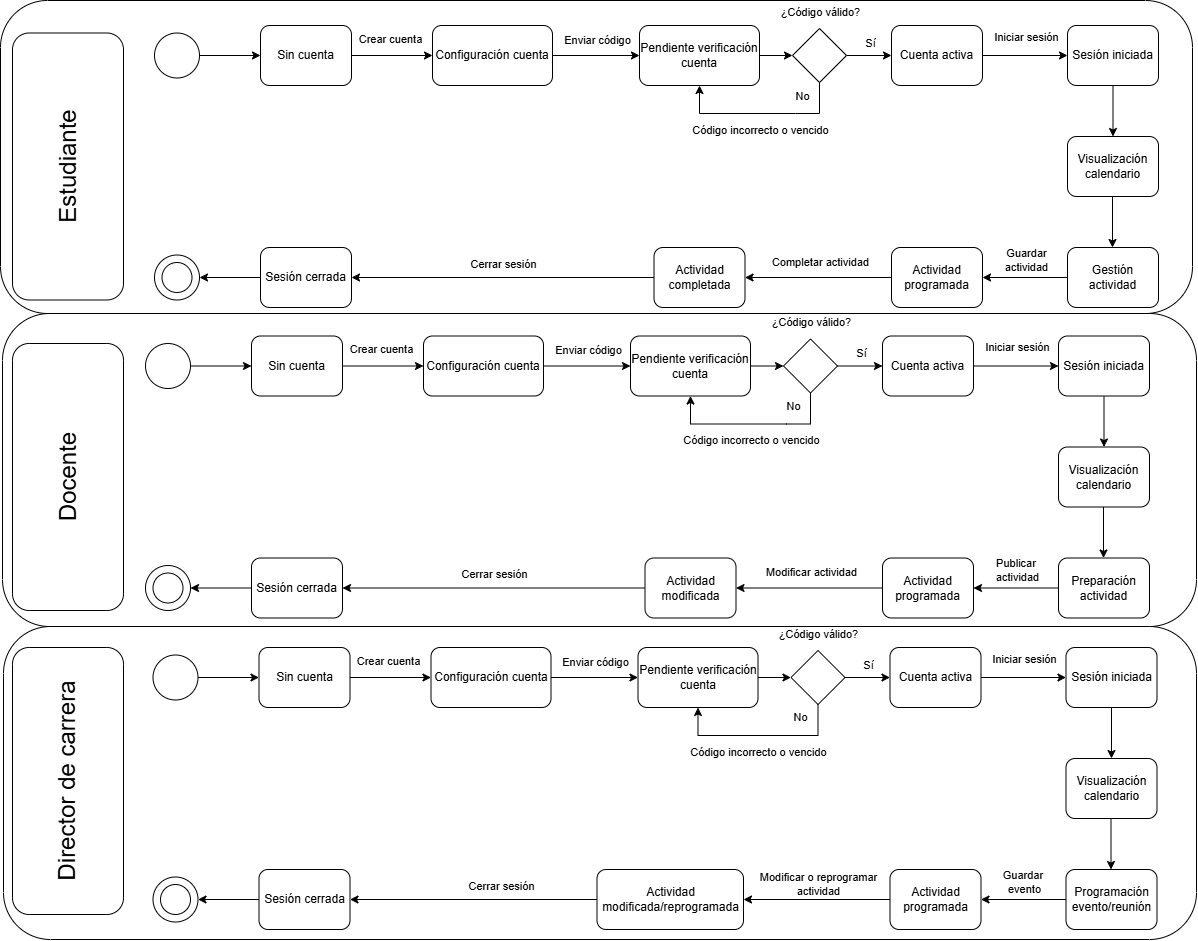 Estudiante
¿Código válido?
Sin cuenta
Crear cuenta
Configuración cuenta
Enviar código
Pendiente verificación
cuenta
Sí
Cuenta activa
Iniciar sesión
Sesión iniciada
No
Código incorrecto o vencido
Visualización
calendario
Gestión
actividad
Guardar
actividad
Actividad
programada
Completar actividad
Actividad
completada
Cerrar sesión
Sesión cerrada
Docente
¿Código válido?
Sin cuenta
Crear cuenta
Configuración cuenta
Enviar código
Pendiente verificación
cuenta
Sí
Cuenta activa
Iniciar sesión
Sesión iniciada
No
Código incorrecto o vencido
Visualización
calendario
Preparación
actividad
Publicar
actividad
Actividad
programada
Modificar actividad
Actividad
modificada
Cerrar sesión
Sesión cerrada
Director de carrera
¿Código válido?
Sin cuenta
Crear cuenta
Configuración cuenta
Enviar código
Pendiente verificación
cuenta
Sí
Cuenta activa
Iniciar sesión
Sesión iniciada
No
Código incorrecto o vencido
Visualización
calendario
Programación
evento/reunión
Guardar
evento
Actividad
programada
Modificar o reprogramar
actividad
Actividad
modificada/reprogramada
Cerrar sesión
Sesión cerrada